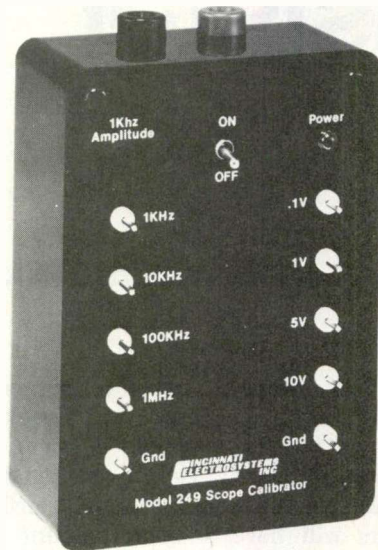 1Khz
Amplitude
ON
OFF
Power
1KHz
10KHz
100KHz
1MHz
Gnd
.1V
1V
5V
10V
Gnd
CINCINNATI
ELECTROSYSTEMS
INC
Model 249 Scope Calibrator